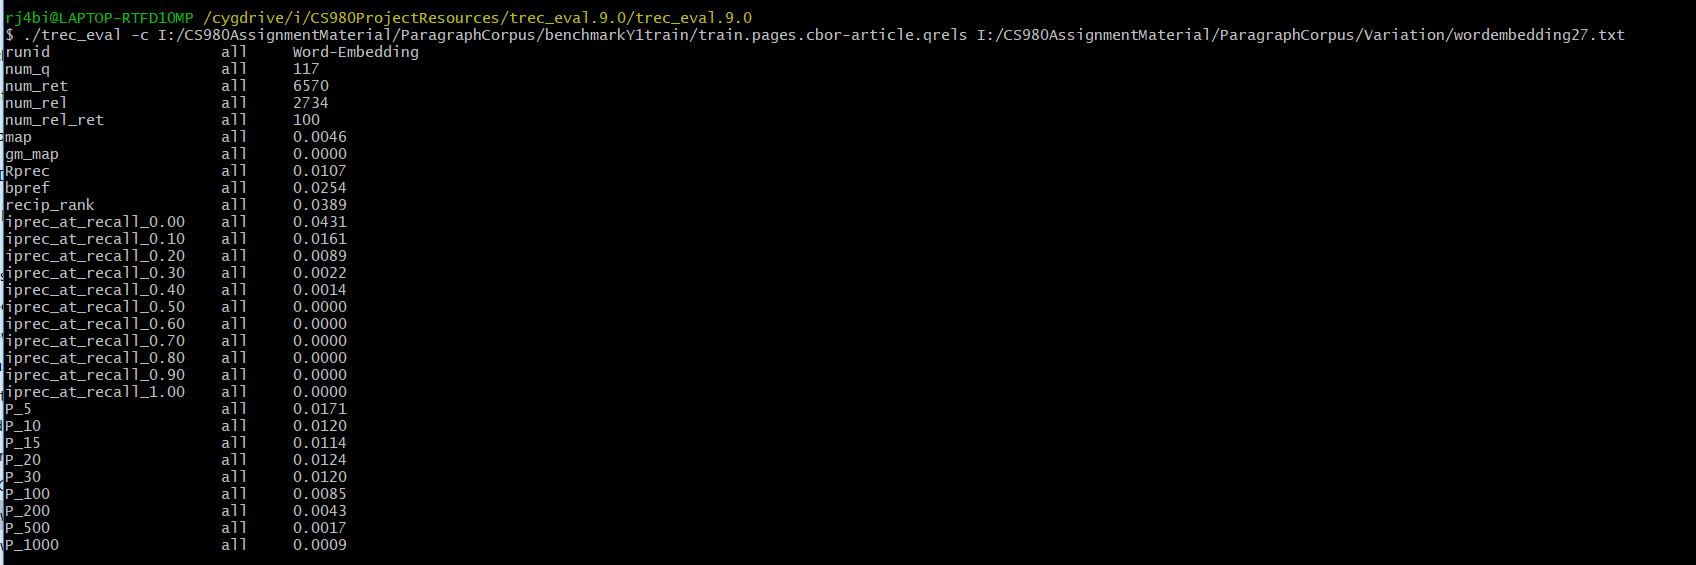 rj4bi@LAPTOP-RTFD1OMP /cygdrive/i/CS980ProjectResources/trec_eval.9.0/trec_eval.9.0
$ ./trec_eval -c I:/CS980AssignmentMaterial/ParagraphCorpus/benchmarkY1train/train.pages.cbor-article.qrels I:/CS980AssignmentMaterial/ParagraphCorpus/Variation/wordembedding27.txt
runid all Word-Embedding
num_q all 117
num_ret all 6570
num_rel all 2734
num_rel_ret all 100
map all 0.0046
gm_map all 0.0000
Rprec all 0.0107
bpref all 0.0254
recip_rank all 0.0389
iprec_at_recall_0.00 all 0.0431
iprec_at_recall_0.10 all 0.0161
iprec_at_recall_0.20 all 0.0089
iprec_at_recall_0.30 all 0.0022
iprec_at_recall_0.40 all 0.0014
iprec_at_recall_0.50 all 0.0000
iprec_at_recall_0.60 all 0.0000
iprec_at_recall_0.70 all 0.0000
iprec_at_recall_0.80 all 0.0000
iprec_at_recall_0.90 all 0.0000
iprec_at_recall_1.00 all 0.0000
P_5 all 0.0171
P_10 all 0.0120
P_15 all 0.0114
P_20 all 0.0124
P_30 all 0.0120
P_100 all 0.0085
P_200 all 0.0043
P_500 all 0.0017
P_1000 all 0.0009